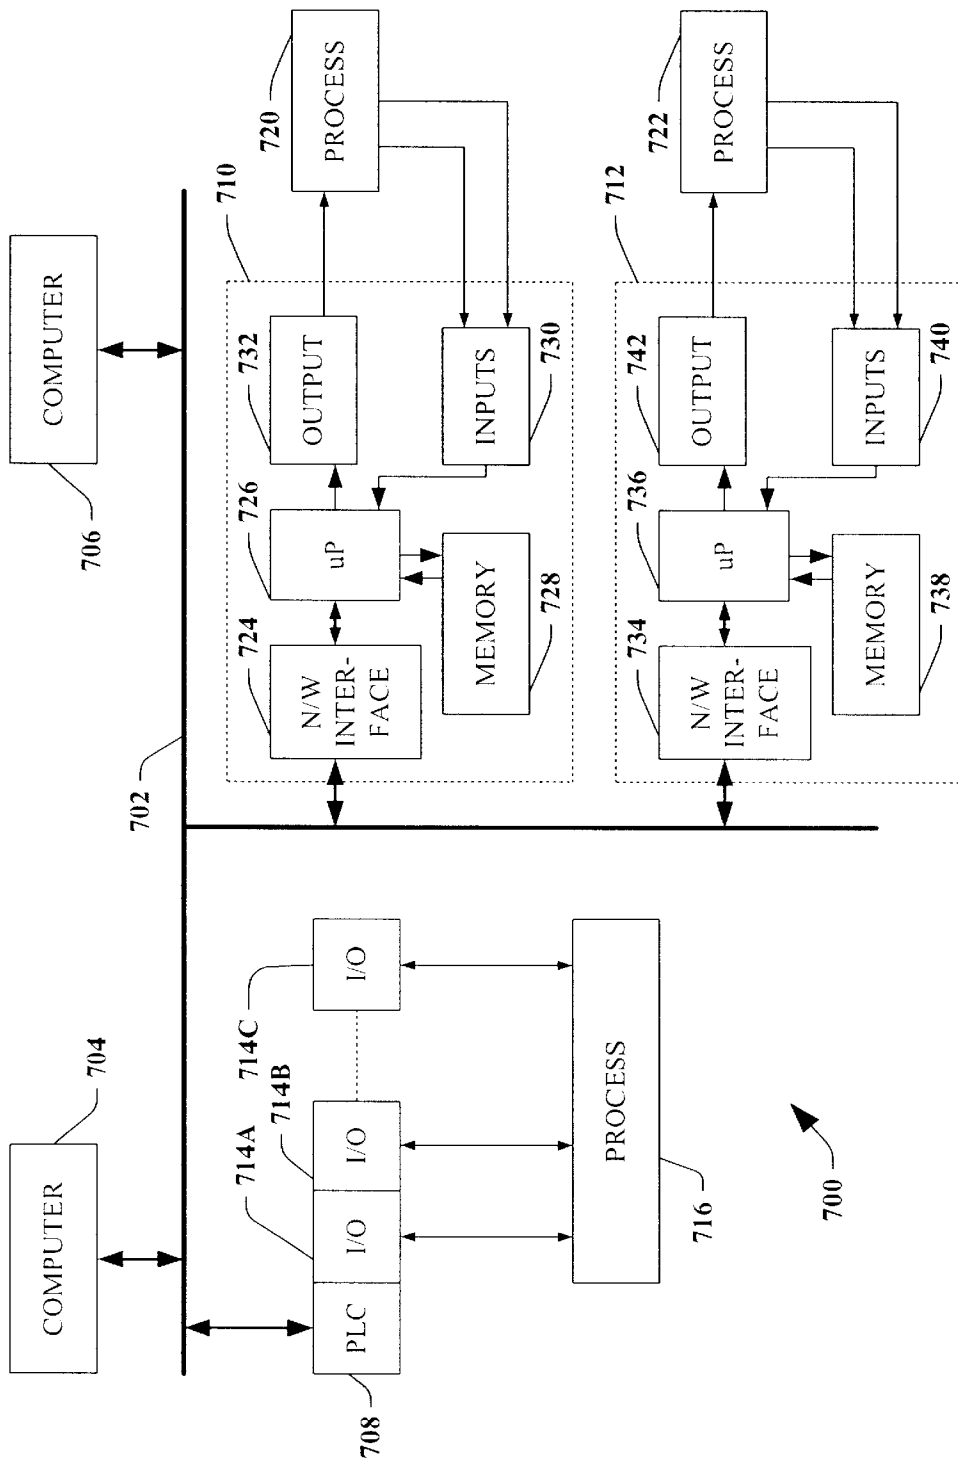 704
COMPUTER
706
COMPUTER
702
708
PLC
714A
I/O
714B
I/O
714C
I/O
716
PROCESS
700
710
724
N/W
INTER-
FACE
726
uP
732
OUTPUT
720
PROCESS
728
MEMORY
730
INPUTS
712
734
N/W
INTER-
FACE
736
uP
742
OUTPUT
722
PROCESS
738
MEMORY
740
INPUTS